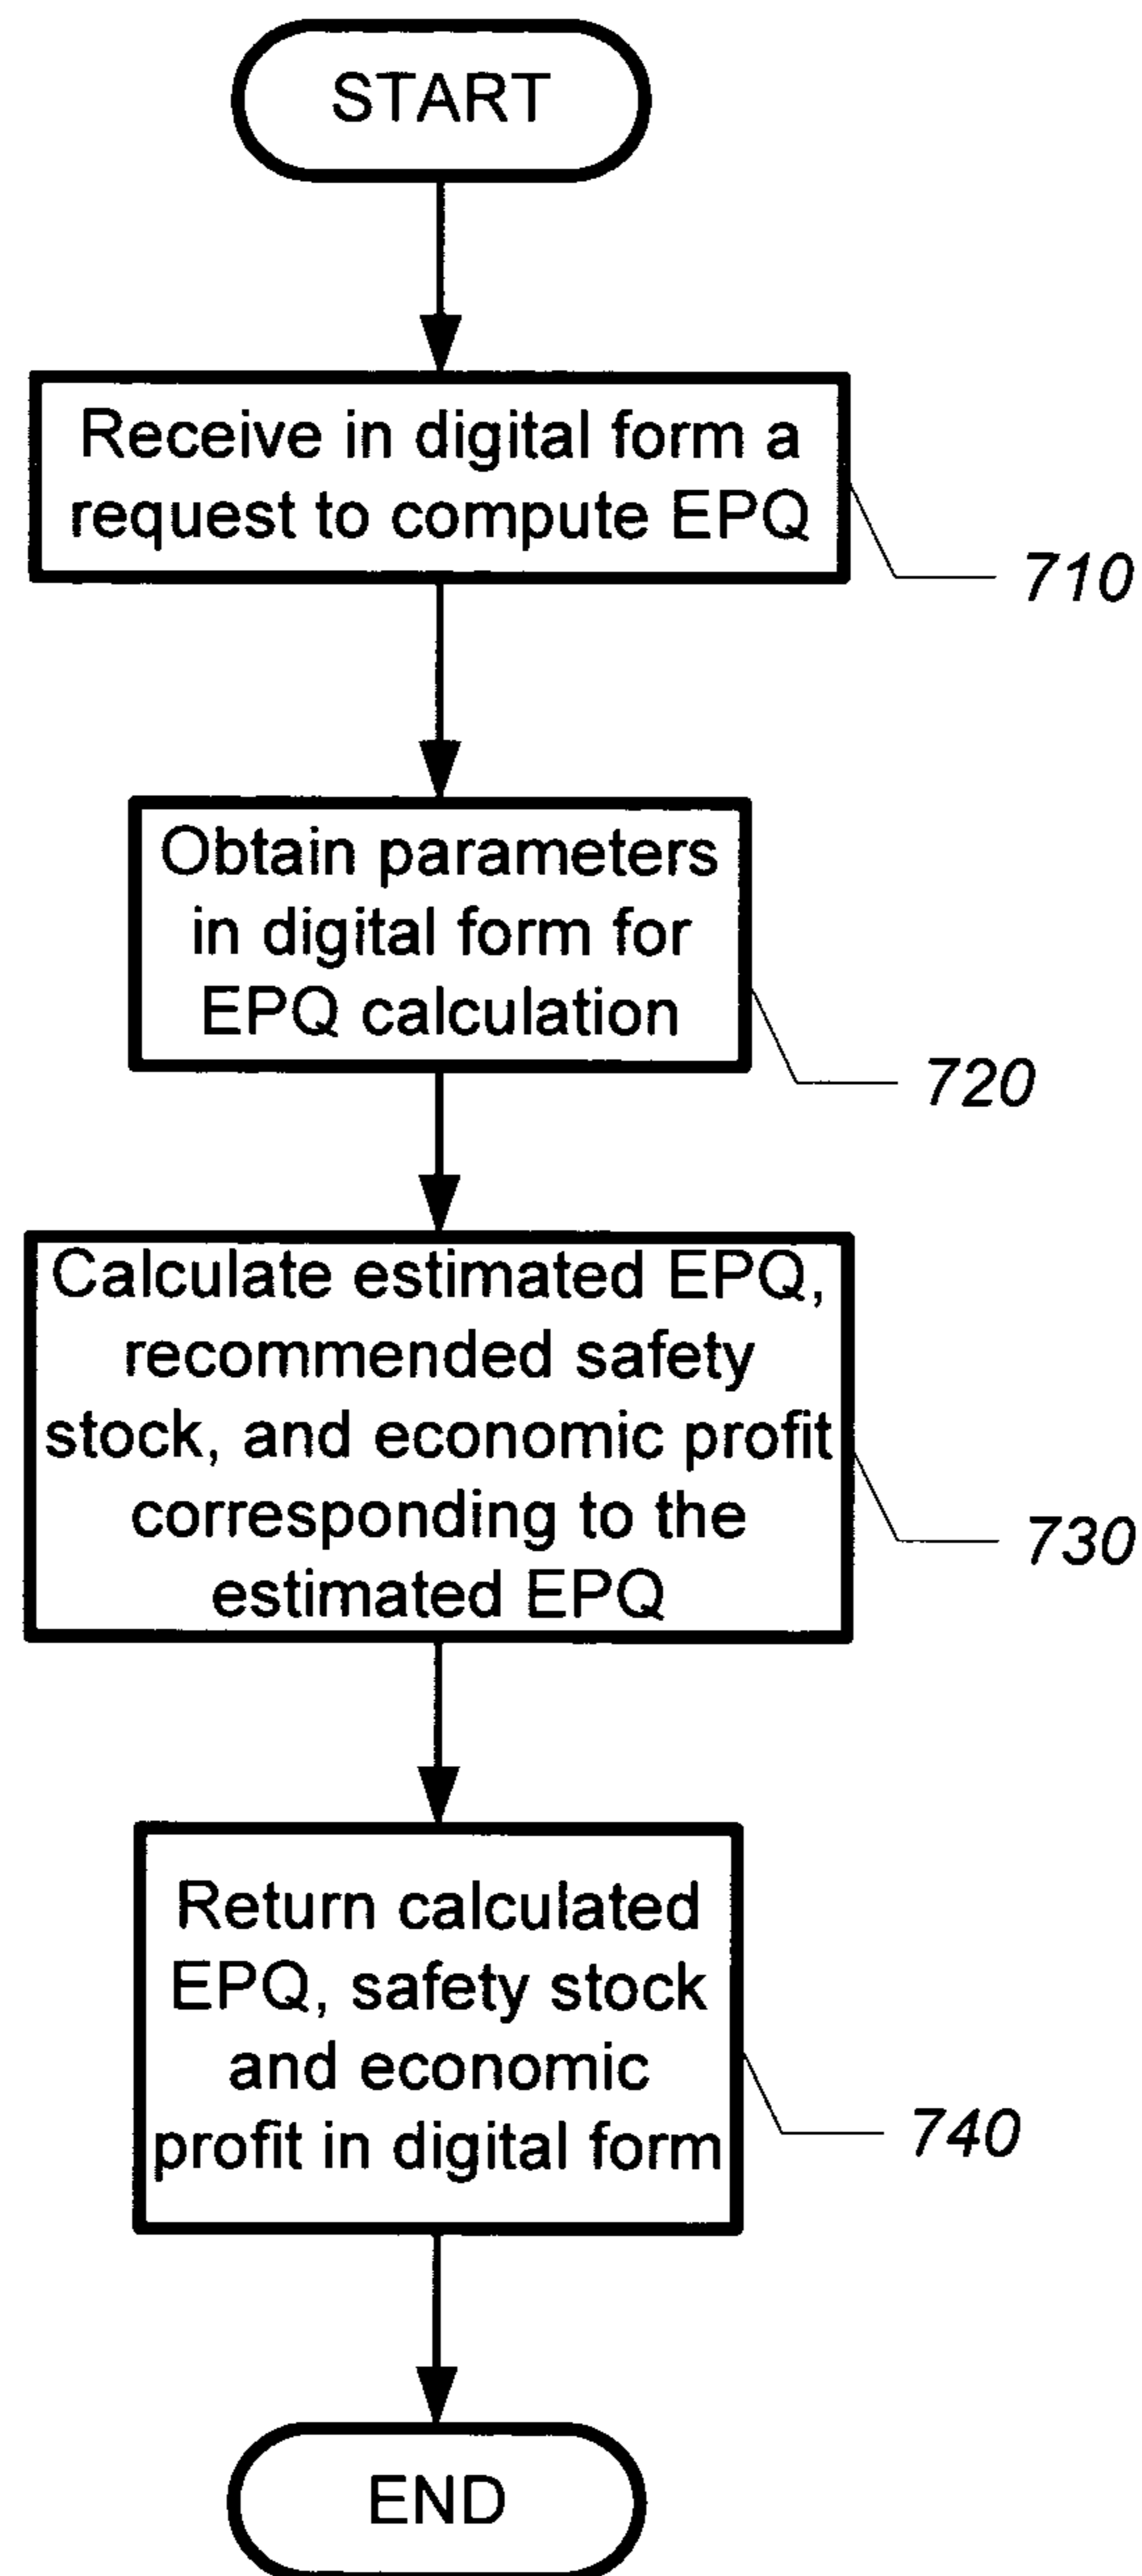 START
Receive in digital form a
request to compute EPQ
710
Obtain parameters
in digital form for
EPQ calculation
720
Calculate estimated EPQ,
recommended safety
stock, and economic profit
corresponding to the
estimated EPQ
730
Return calculated
EPQ, safety stock
and economic
profit in digital form
740
END